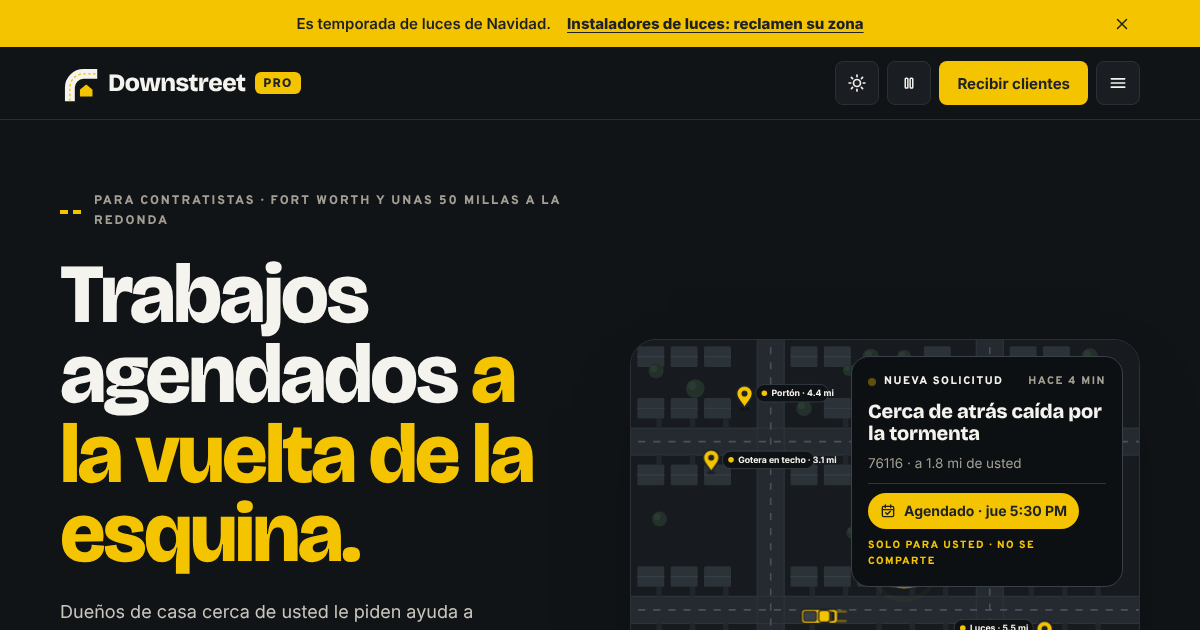 Es temporada de luces de Navidad. Instaladores de luces: reclamen su zona
Downstreet PRO
Recibir clientes
PARA CONTRATISTAS · FORT WORTH Y UNAS 50 MILLAS A LA
REDONDA
Trabajos
agendados a
la vuelta de la
esquina.
Dueños de casa cerca de usted le piden ayuda a
NUEVA SOLICITUD HACE 4 MIN
Cerca de atrás caída por
la tormenta
76116 · a 1.8 mi de usted
Agendado · jue 5:30 PM
SOLO PARA USTED · NO SE
COMPARTE
Portón · 4.4 mi
Gotera en techo · 3.1 mi
Luces · 5.5 mi